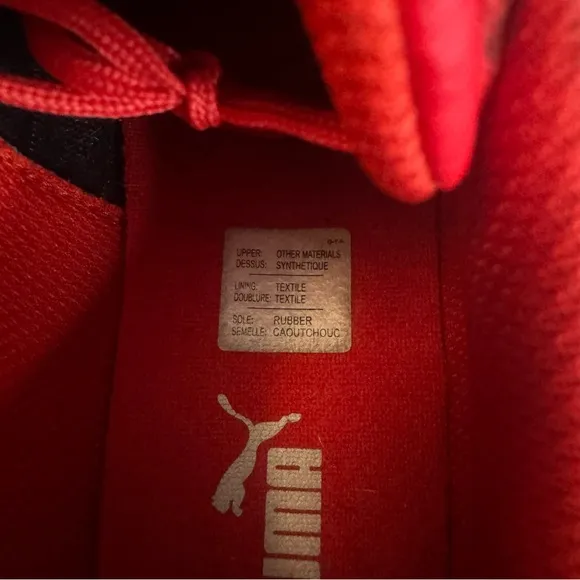 UPPER: OTHER MATERIALS
DESSUS: SYNTHETIQUE
LINING: TEXTILE
DOUBLURE: TEXTILE
SOLE: RUBBER
SEMELLE: CAOUTCHOUC
PUMA